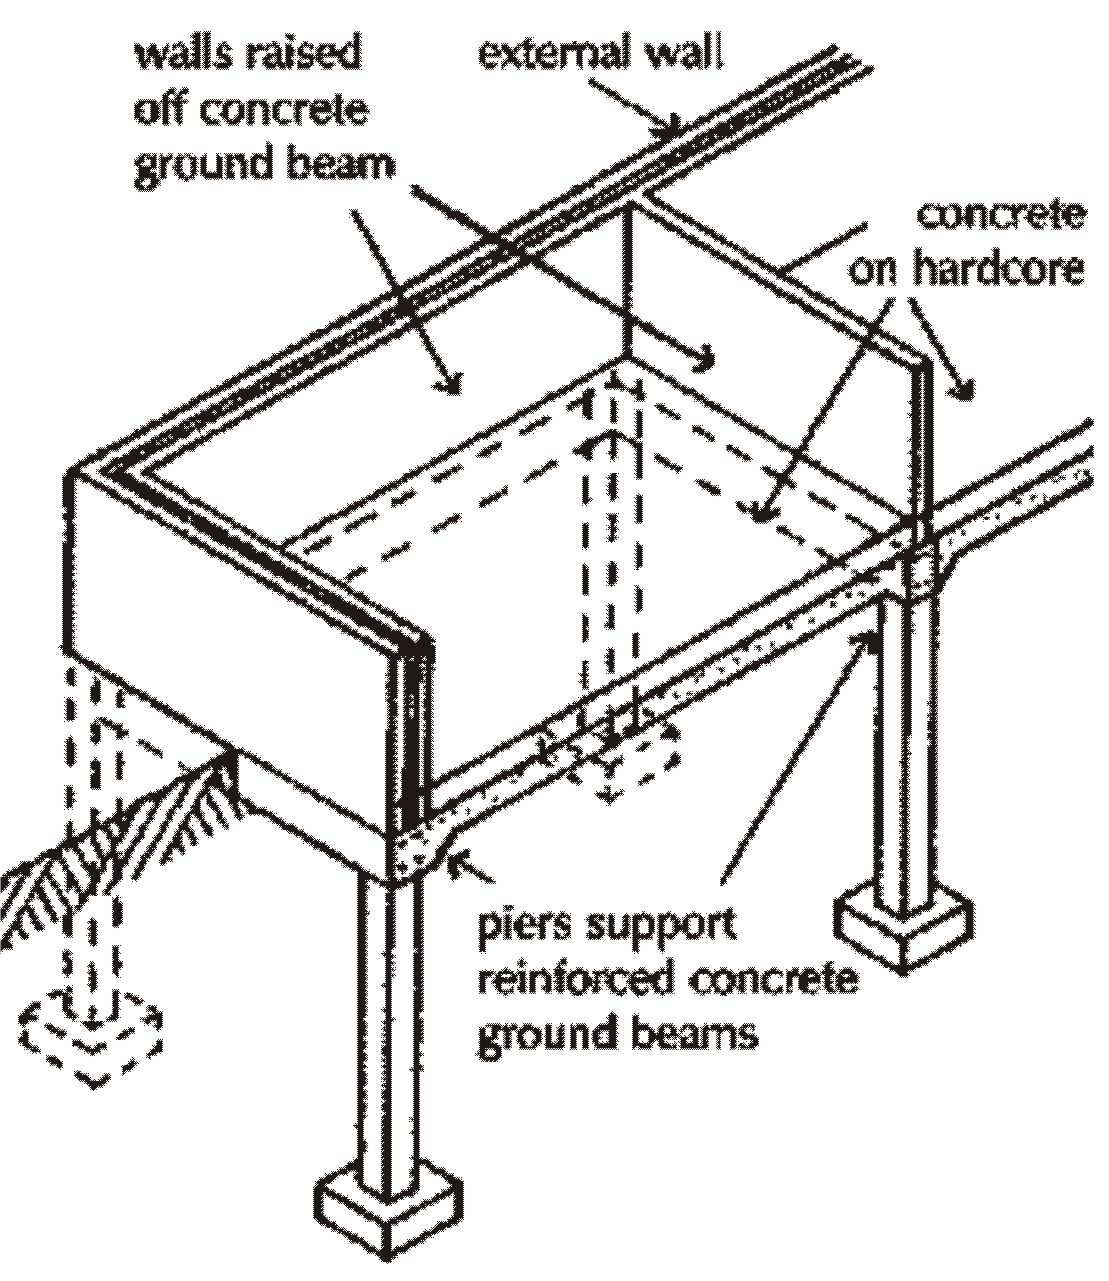 walls raised
off concrete
ground beam
external wall
concrete
on hardcore
piers support
reinforced concrete
ground beams